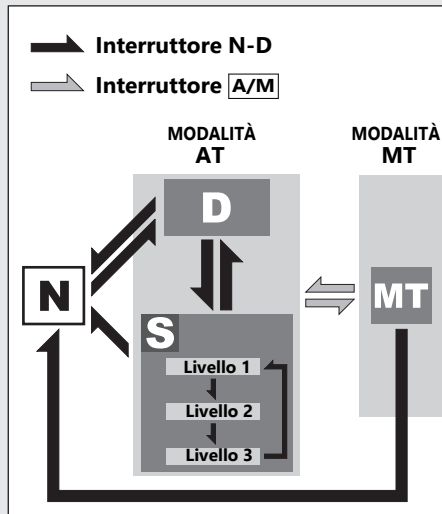 Interruttore N-D
Interruttore A/M
MODALITÀ
AT
MODALITÀ
MT
D
N
MT
S
Livello 1
Livello 2
Livello 3